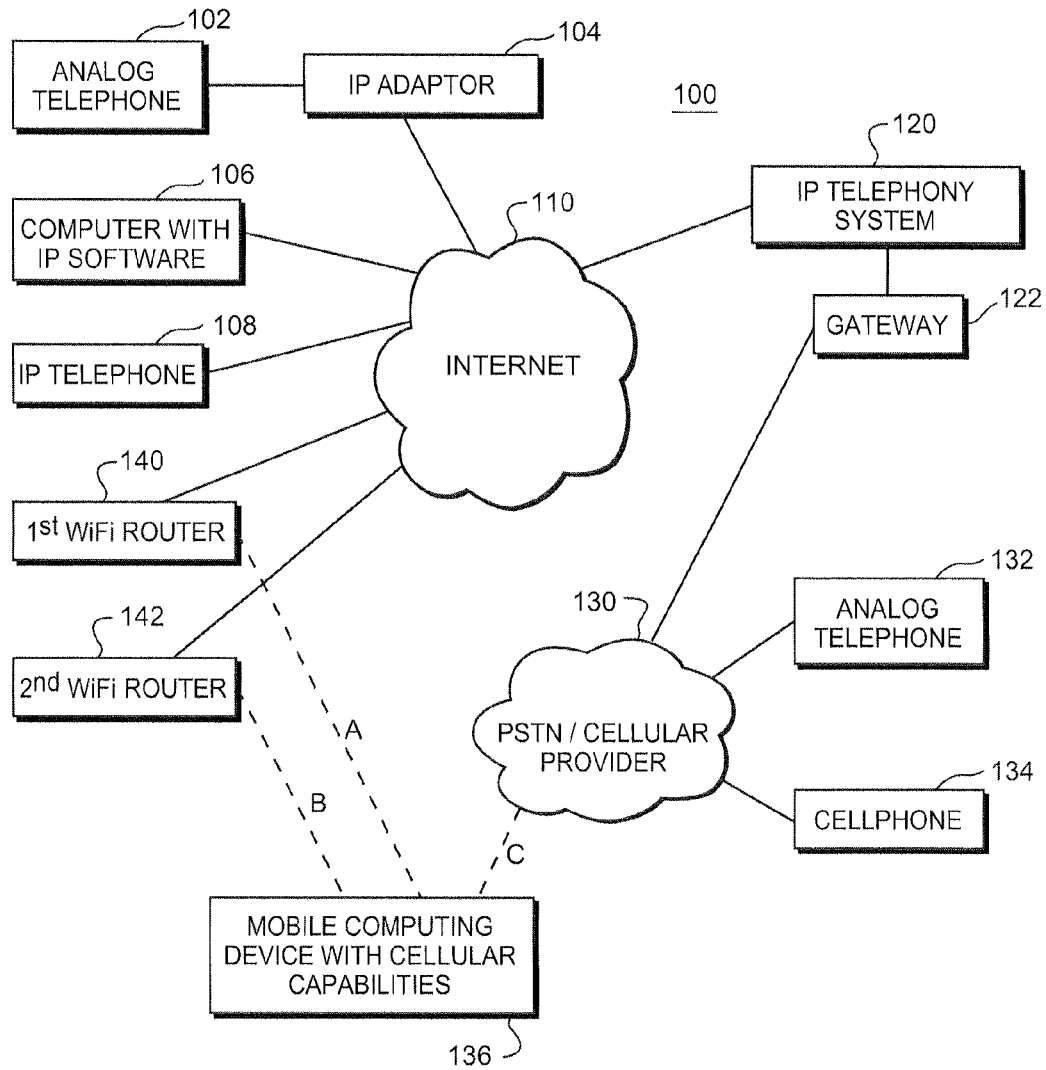 102
ANALOG
TELEPHONE
104
IP ADAPTOR
100
106
COMPUTER WITH
IP SOFTWARE
110
INTERNET
120
IP TELEPHONY
SYSTEM
122
GATEWAY
108
IP TELEPHONE
140
1st WiFi ROUTER
142
2nd WiFi ROUTER
A
B
C
130
PSTN / CELLULAR
PROVIDER
132
ANALOG
TELEPHONE
134
CELLPHONE
MOBILE COMPUTING
DEVICE WITH CELLULAR
CAPABILITIES
136